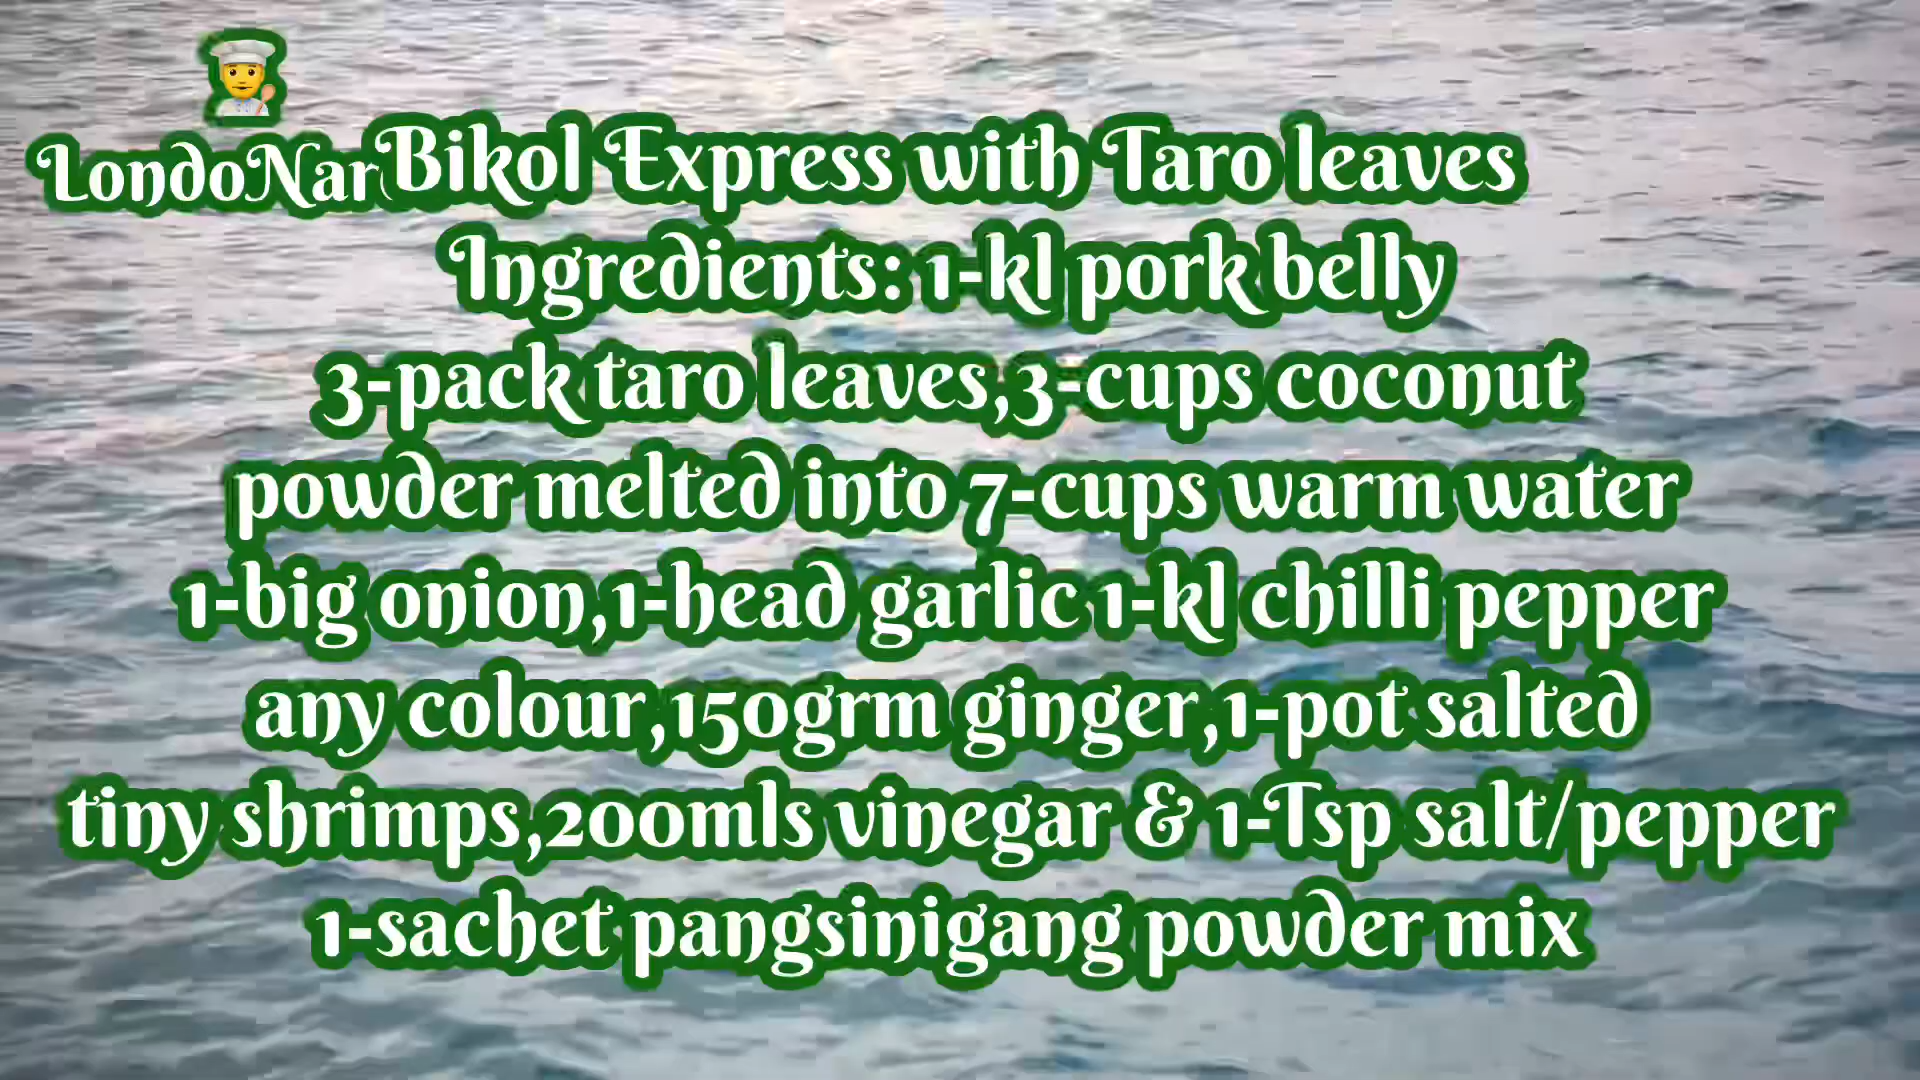 LondoNar
Bikol Express with Taro leaves
Ingredients: 1-kl pork belly
3-pack taro leaves,3-cups coconut
powder melted into 7-cups warm water
1-big onion,1-head garlic 1-kl chilli pepper
any colour,150grm ginger,1-pot salted
tiny shrimps,200mls vinegar & 1-Tsp salt/pepper
1-sachet pangsinigang powder mix